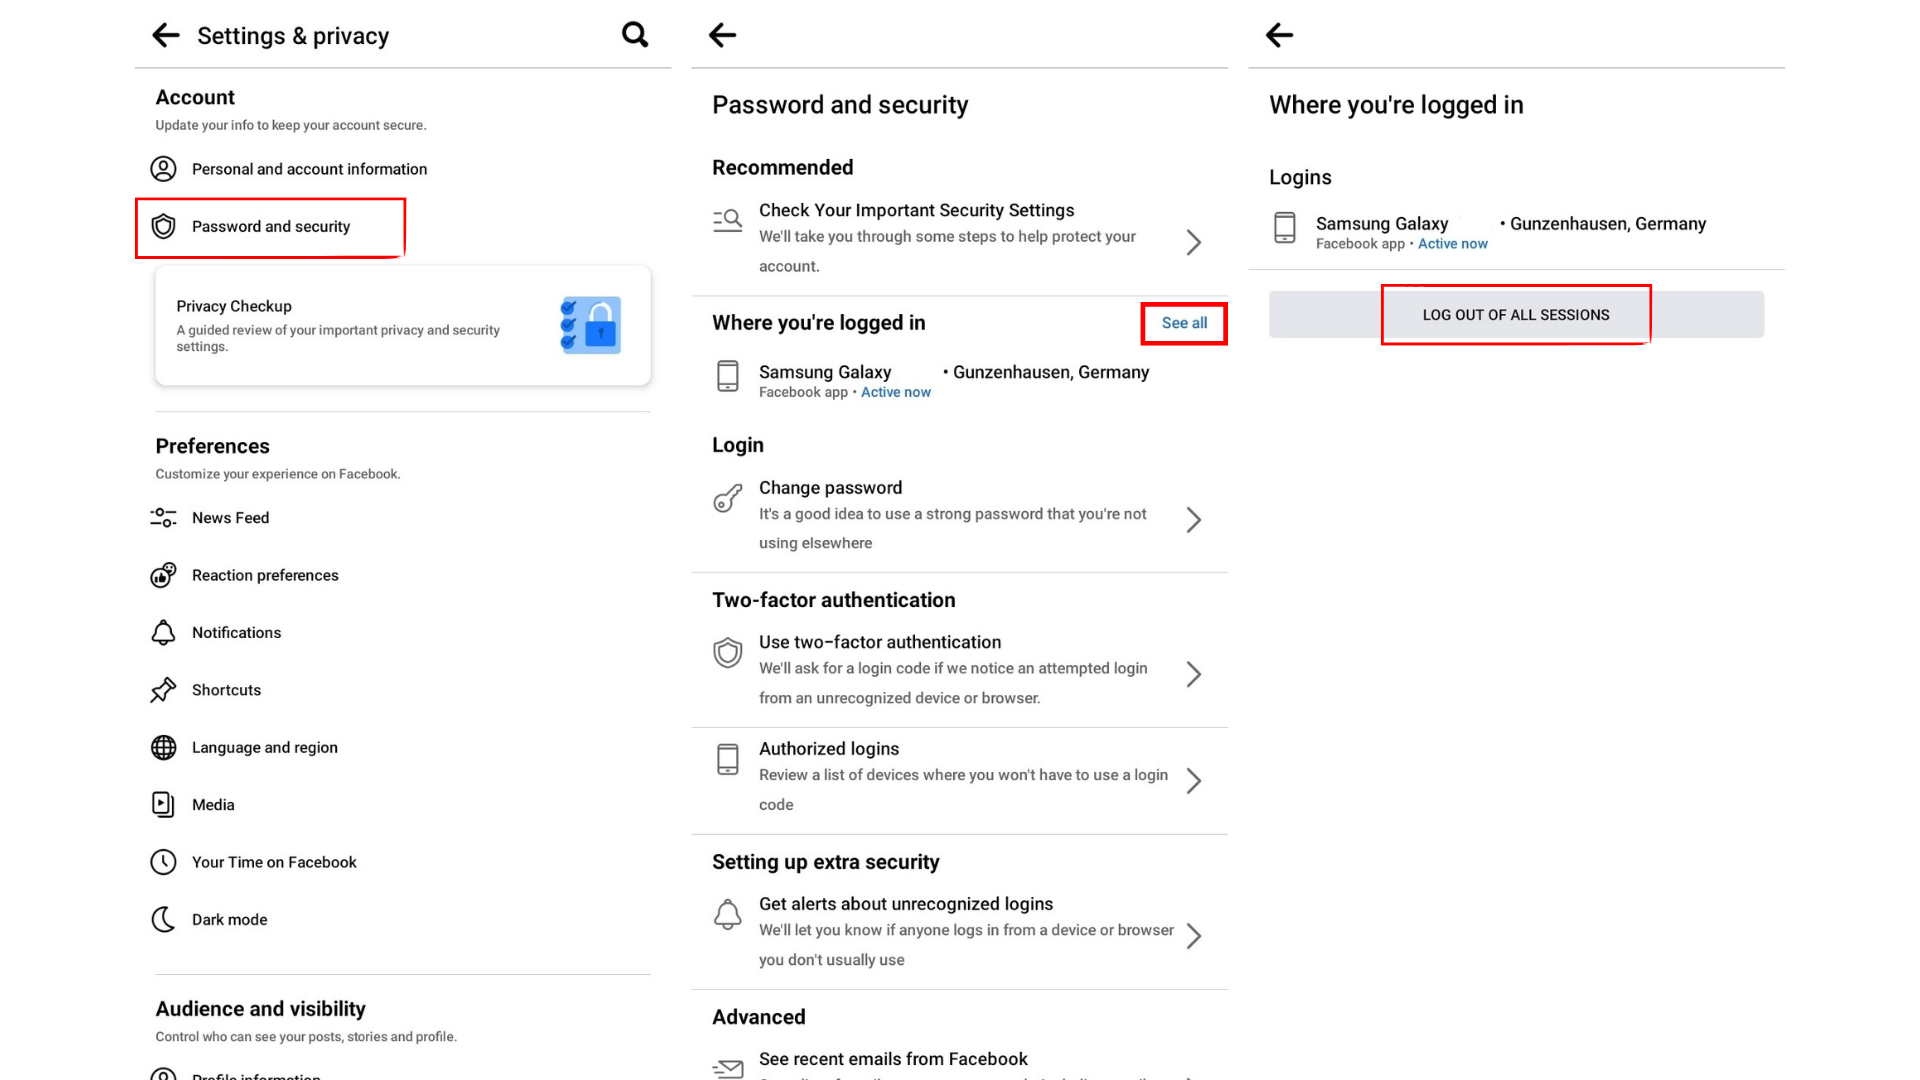 Settings & privacy
Account
Update your info to keep your account secure.
Personal and account information
Password and security
Privacy Checkup
A guided review of your important privacy and security
settings.
Preferences
Customize your experience on Facebook.
News Feed
Reaction preferences
Notifications
Shortcuts
Language and region
Media
Your Time on Facebook
Dark mode
Audience and visibility
Control who can see your posts, stories and profile.
Profile information
Password and security
Recommended
Check Your Important Security Settings
We'll take you through some steps to help protect your
account.
Where you're logged in
See all
Samsung Galaxy • Gunzenhausen, Germany
Facebook app • Active now
Login
Change password
It's a good idea to use a strong password that you're not
using elsewhere
Two-factor authentication
Use two-factor authentication
We'll ask for a login code if we notice an attempted login
from an unrecognized device or browser.
Authorized logins
Review a list of devices where you won't have to use a login
code
Setting up extra security
Get alerts about unrecognized logins
We'll let you know if anyone logs in from a device or browser
you don't usually use
Advanced
See recent emails from Facebook
Where you're logged in
Logins
Samsung Galaxy • Gunzenhausen, Germany
Facebook app • Active now
LOG OUT OF ALL SESSIONS